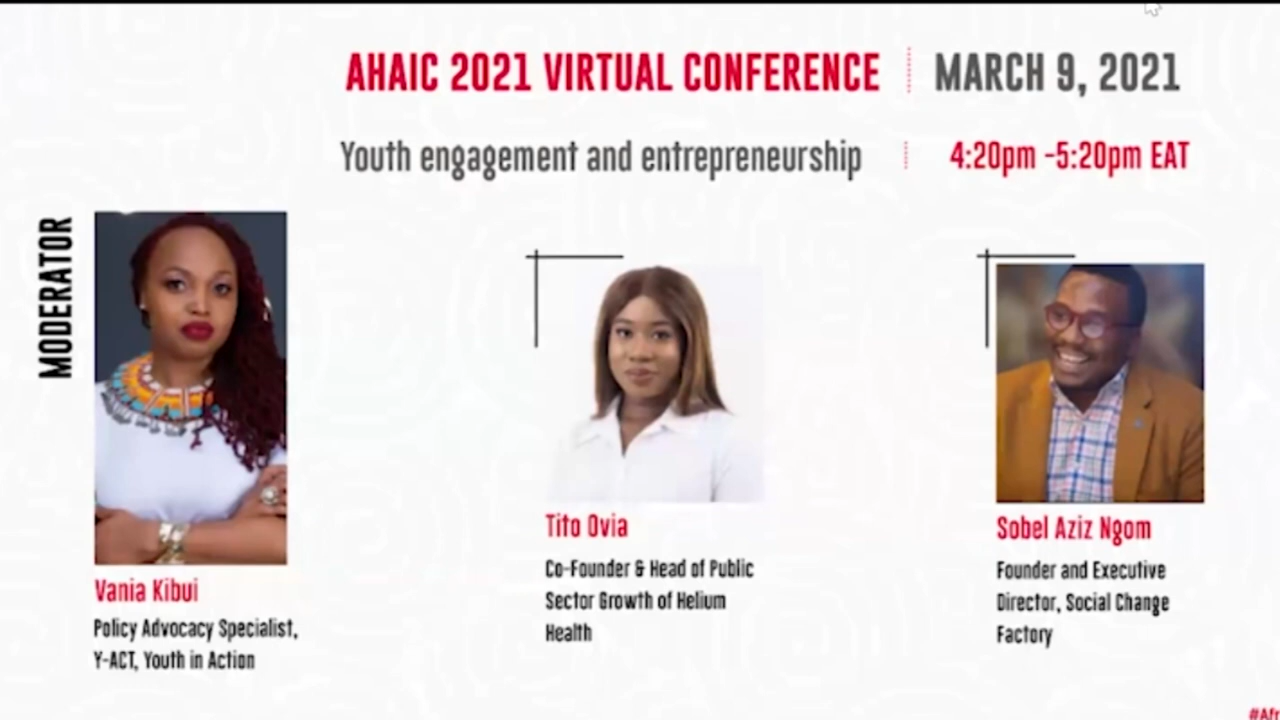 AHAIC 2021 VIRTUAL CONFERENCE
MARCH 9, 2021
Youth engagement and entrepreneurship
4:20pm -5:20pm EAT
MODERATOR
Vania Kibui
Policy Advocacy Specialist,
Y-ACT, Youth in Action
Tito Ovia
Co-Founder & Head of Public
Sector Growth of Helium
Health
Sobel Aziz Ngom
Founder and Executive
Director, Social Change
Factory
#Afr